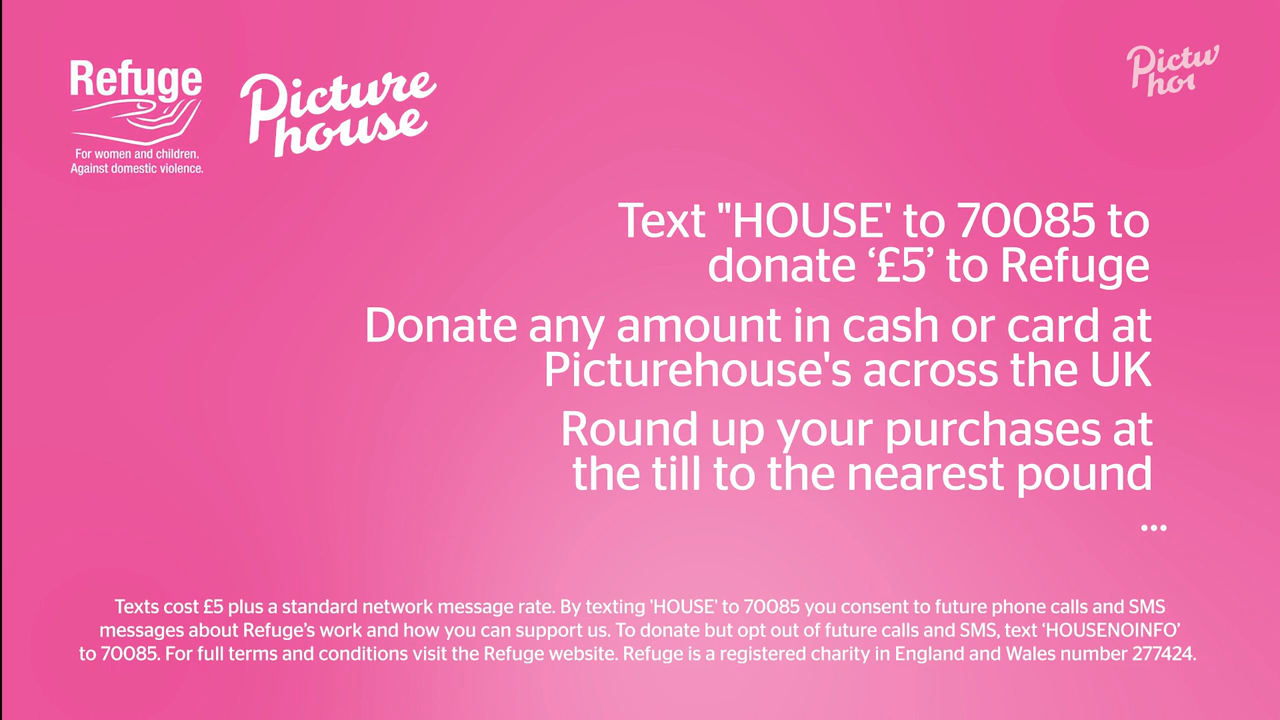 Refuge
For women and children.
Against domestic violence.
Picture
house
Text "HOUSE' to 70085 to
donate ‘£5’ to Refuge
Donate any amount in cash or card at
Picturehouse's across the UK
Round up your purchases at
the till to the nearest pound
...
Texts cost £5 plus a standard network message rate. By texting 'HOUSE' to 70085 you consent to future phone calls and SMS
messages about Refuge’s work and how you can support us. To donate but opt out of future calls and SMS, text ‘HOUSENOINFO’
to 70085. For full terms and conditions visit the Refuge website. Refuge is a registered charity in England and Wales number 277424.